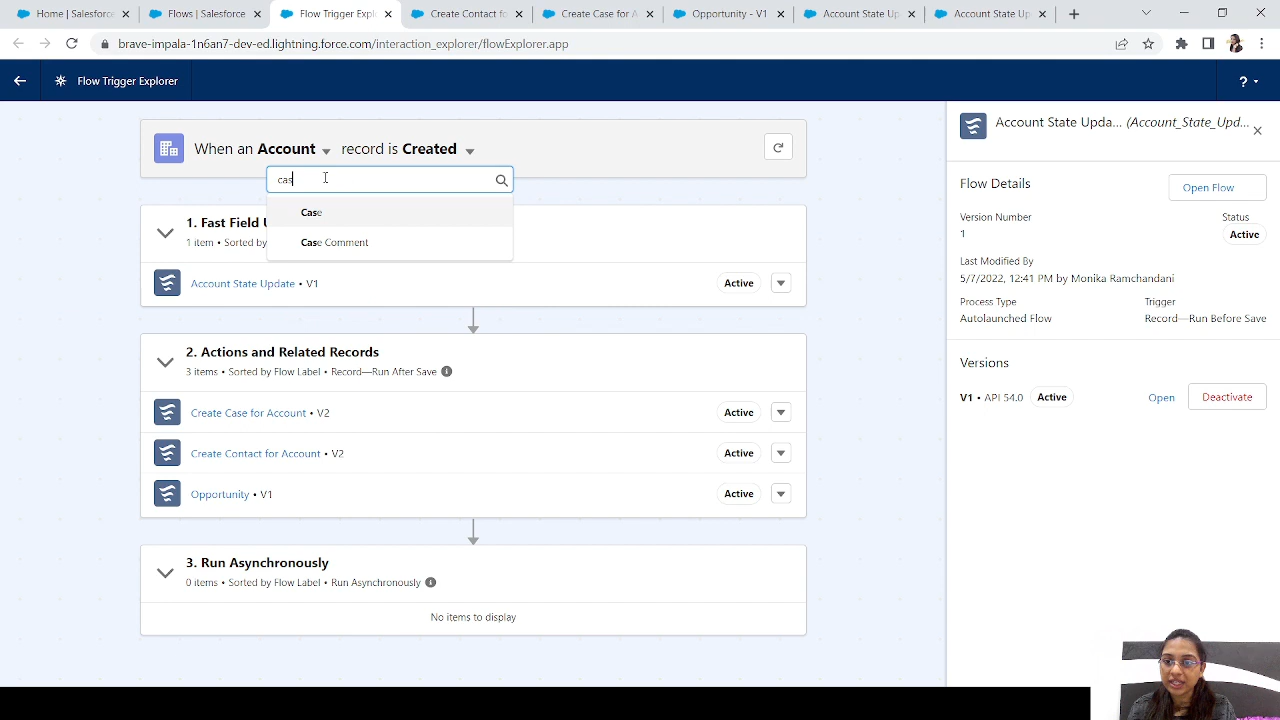 Home | Salesforce
Flows | Salesforce
Flow Trigger Explo
Create Contact for
Create Case for A
Opportunity - V1
Account State Up
Account State Up
brave-impala-1n6an7-dev-ed.lightning.force.com/interaction_explorer/flowExplorer.app
Flow Trigger Explorer
?
When an Account record is Created
cas
Case
Case Comment
1. Fast Field U
1 item • Sorted by
Account State Update • V1
Active
2. Actions and Related Records
3 items • Sorted by Flow Label • Record—Run After Save
Create Case for Account • V2
Active
Create Contact for Account • V2
Active
Opportunity • V1
Active
3. Run Asynchronously
0 items • Sorted by Flow Label • Run Asynchronously
No items to display
Account State Upda... (Account_State_Upd...
Flow Details
Open Flow
Version Number
Status
1
Active
Last Modified By
5/7/2022, 12:41 PM by Monika Ramchandani
Process Type
Trigger
Autolaunched Flow
Record—Run Before Save
Versions
V1 • API 54.0 Active Open Deactivate